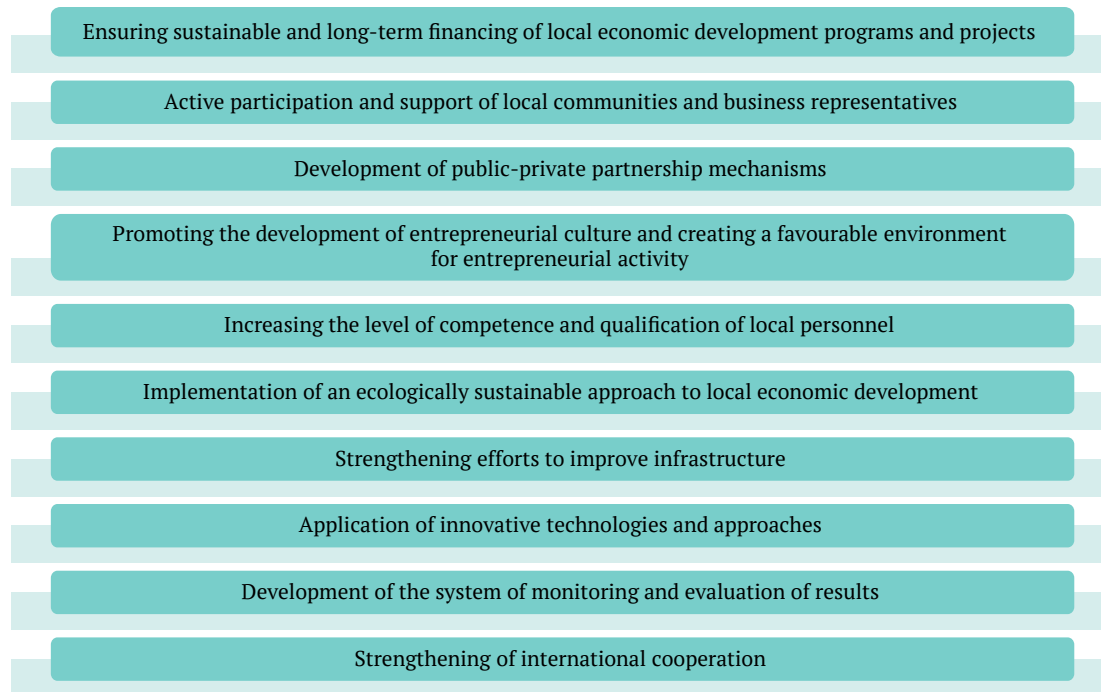 Ensuring sustainable and long-term financing of local economic development programs and projects
Active participation and support of local communities and business representatives
Development of public-private partnership mechanisms
Promoting the development of entrepreneurial culture and creating a favourable environment
for entrepreneurial activity
Increasing the level of competence and qualification of local personnel
Implementation of an ecologically sustainable approach to local economic development
Strengthening efforts to improve infrastructure
Application of innovative technologies and approaches
Development of the system of monitoring and evaluation of results
Strengthening of international cooperation